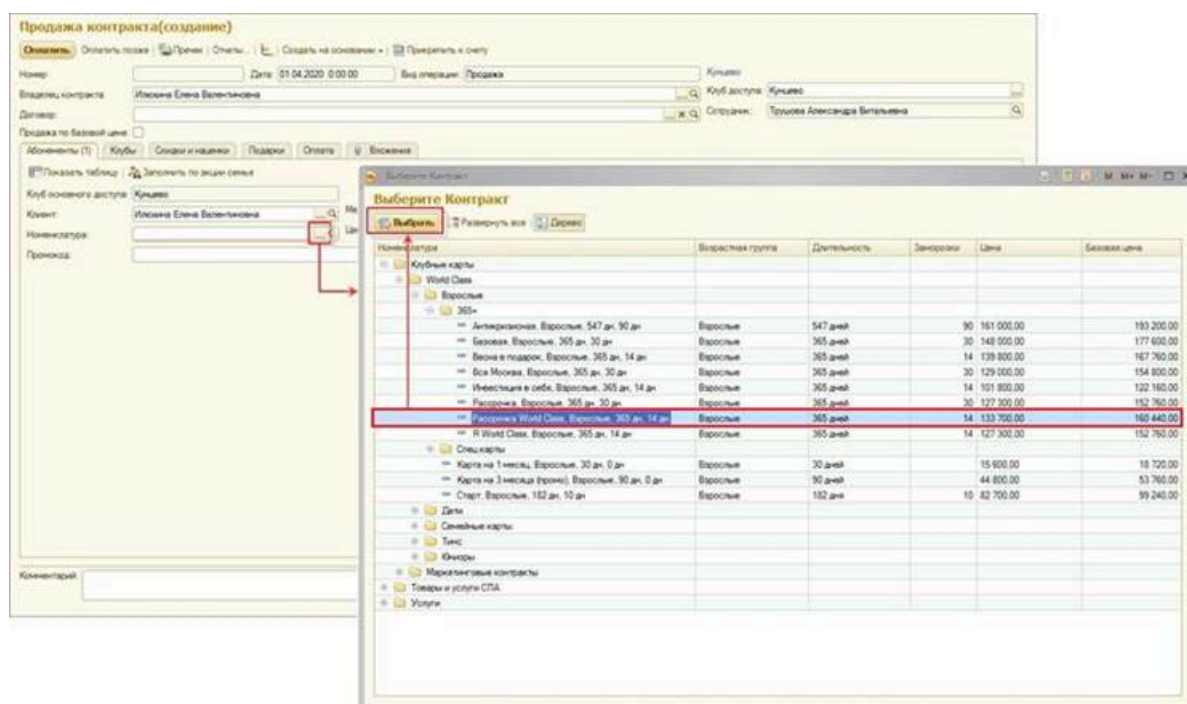 Продажа контракта(создание)
Оплатить Оплатить позже Прочее Отчеты... Создать на основании Прикрепить к счету
Номер: Дата: 01.04.2020 0:00:00 Вид операции: Продажа Кунцево
Владелец контракта: Илюхина Елена Валентиновна ... Клуб доступа: Кунцево ...
Договор: ... x Сотрудник: Трушова Александра Витальевна
Продажа по базовой цене:
Абонементы (1) Клубы Скидки и наценки Подарки Оплата Вложения
Показать таблицу Заполнить по акции семья
Клуб основного доступа: Кунцево
Клиент: Илюхина Елена Валентиновна ...
Номенклатура: ...
Промокод:
Комментарий:
Выберите Контракт
M M+ M-
Выберите Контракт
Выбрать Развернуть все Дерево
Номенклатура Возрастная группа Длительность Заморозки Цена Базовая цена
Клубные карты
World Class
Взрослые
365+
Антикризисная, Взрослые, 547 дн, 90 дн Взрослые 547 дней 90 161 000,00 193 200,00
Базовая, Взрослые, 365 дн, 30 дн Взрослые 365 дней 30 148 000,00 177 600,00
Весна в подарок, Взрослые, 365 дн, 14 дн Взрослые 365 дней 14 139 800,00 167 760,00
Вся Москва, Взрослые, 365 дн, 30 дн Взрослые 365 дней 30 129 000,00 154 800,00
Инвестиция в себя, Взрослые, 365 дн, 14 дн Взрослые 365 дней 14 101 800,00 122 160,00
Рассрочка, Взрослые, 365 дн, 30 дн Взрослые 365 дней 30 127 300,00 152 760,00
Рассрочка World Class, Взрослые, 365 дн, 14 дн Взрослые 365 дней 14 133 700,00 160 440,00
R World Class, Взрослые, 365 дн, 14 дн Взрослые 365 дней 14 127 300,00 152 760,00
Спец карты
Карта на 1 месяц, Взрослые, 30 дн, 0 дн Взрослые 30 дней 15 600,00 18 720,00
Карта на 3 месяца (промо), Взрослые, 90 дн, 0 дн Взрослые 90 дней 44 800,00 53 760,00
Старт, Взрослые, 182 дн, 10 дн Взрослые 182 дня 10 82 700,00 99 240,00
Дети
Семейные карты
Тинс
Юниоры
Маркетинговые контракты
Товары и услуги СПА
Услуги